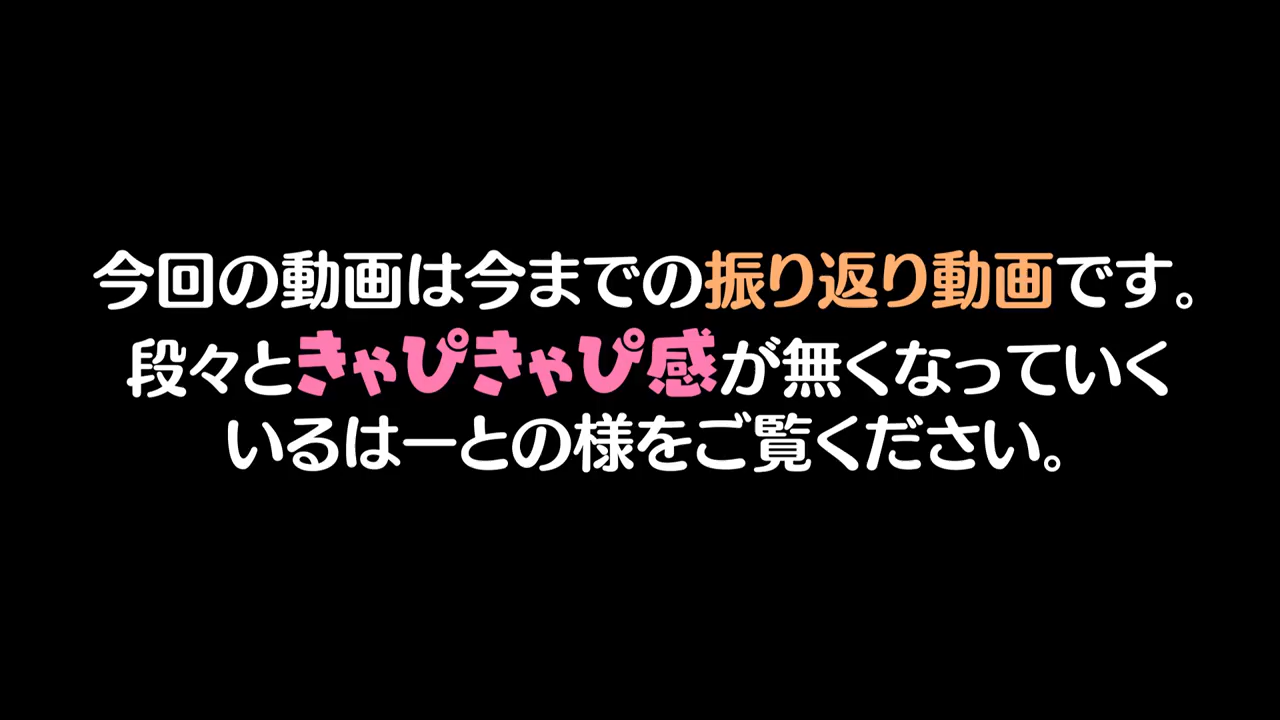 今回の動画は今までの振り返り動画です。
段々ときゃぴきゃぴ感が無くなっていく
いるはーとの様をご覧ください。